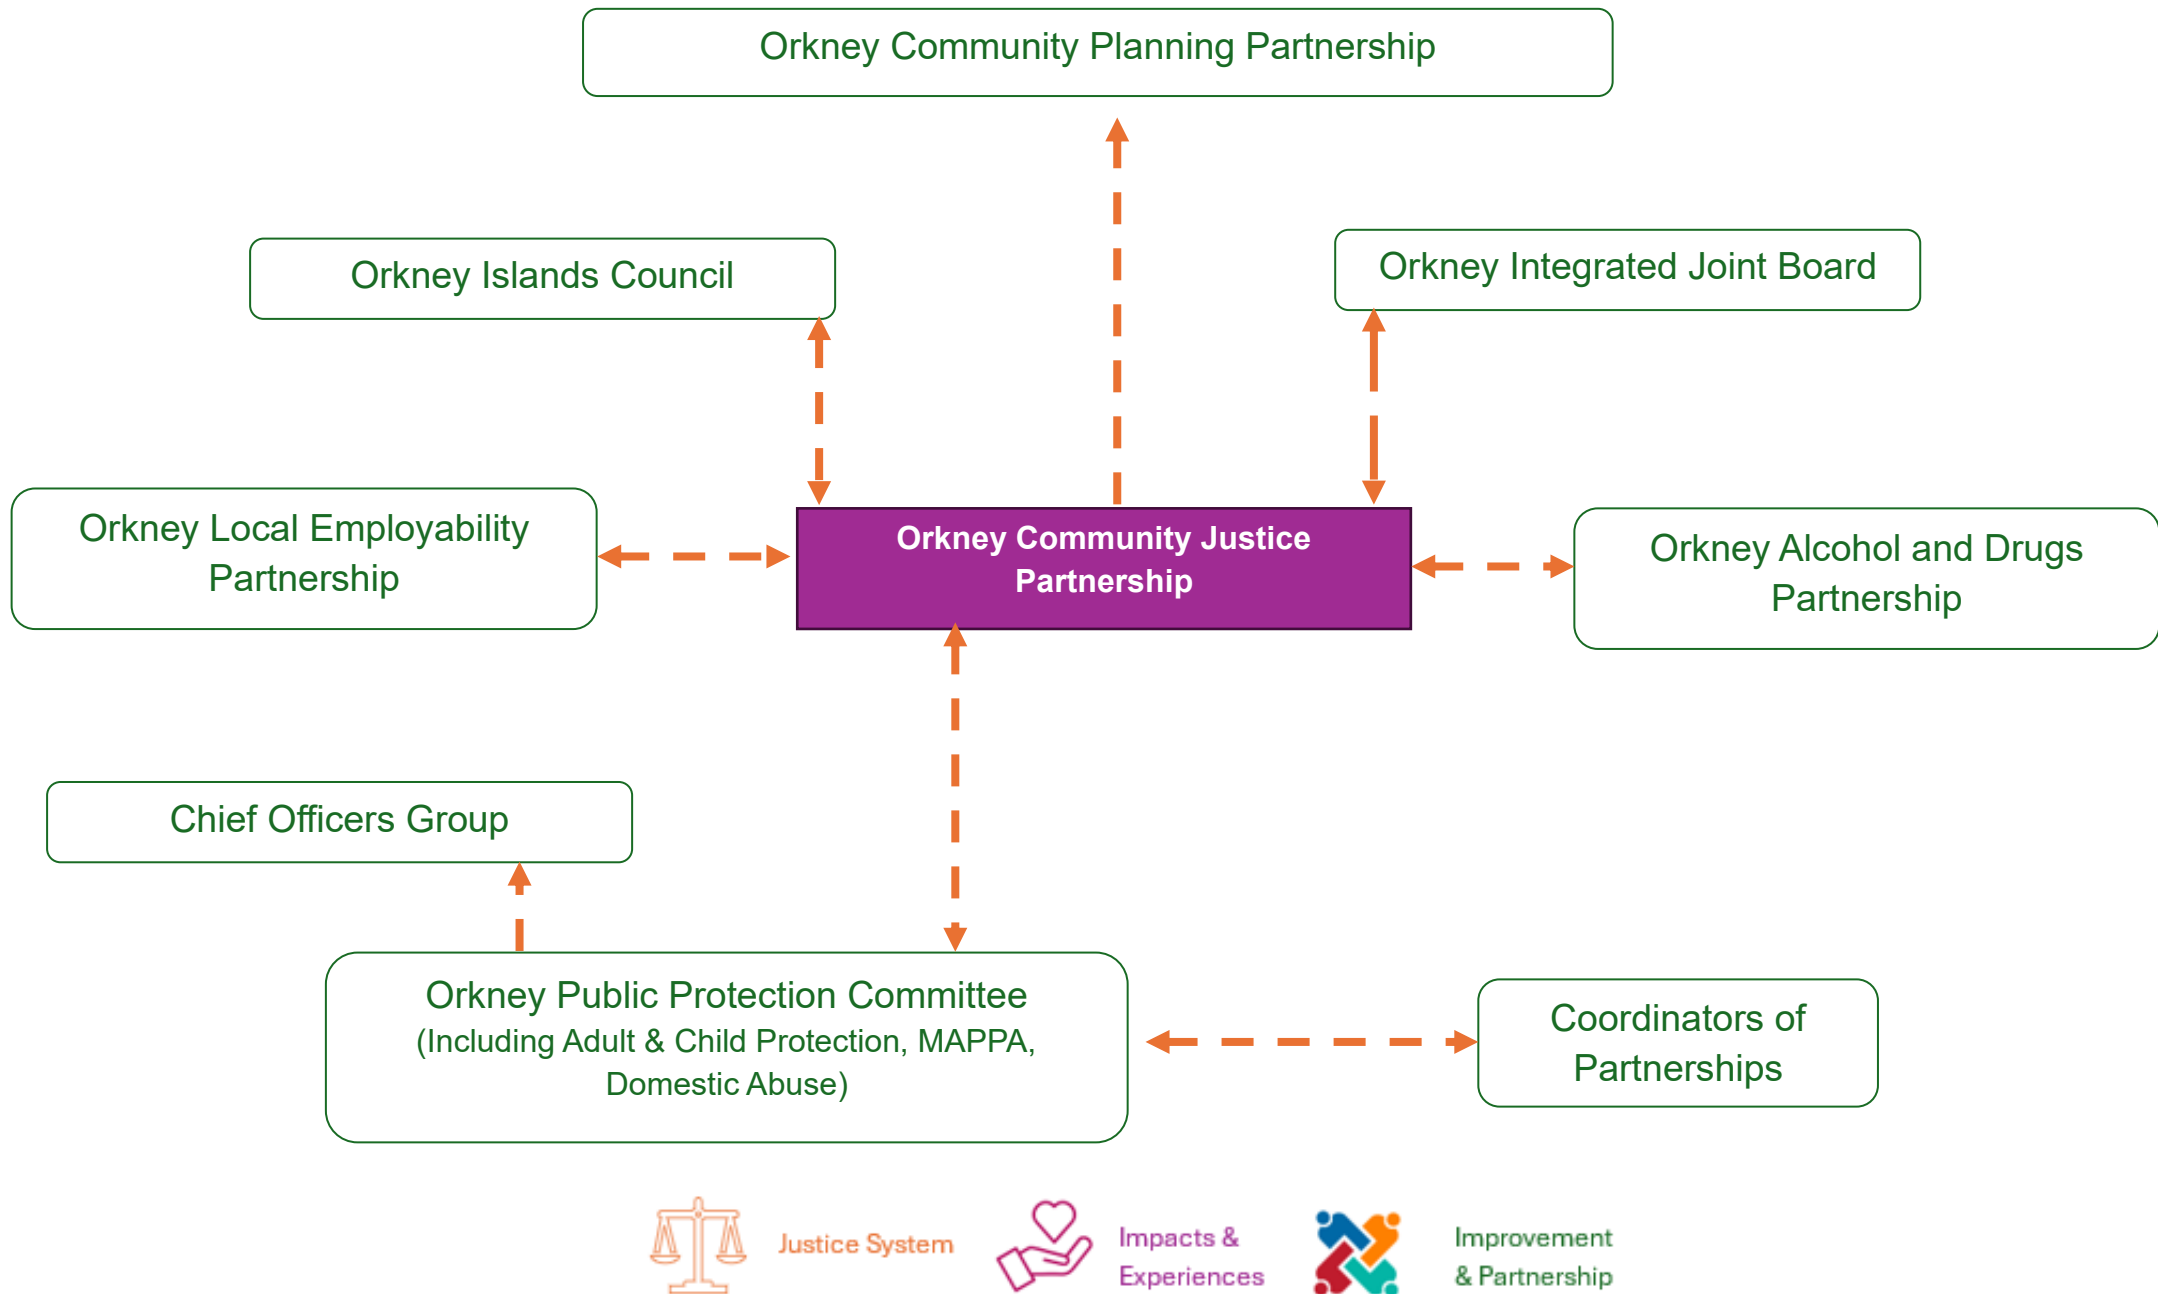 Orkney Community Planning Partnership
Orkney Islands Council
Orkney Integrated Joint Board
Orkney Local Employability
Partnership
Orkney Community Justice
Partnership
Orkney Alcohol and Drugs
Partnership
Chief Officers Group
Orkney Public Protection Committee
(Including Adult & Child Protection, MAPPA,
Domestic Abuse)
Coordinators of
Partnerships
Justice System
Impacts &
Experiences
Improvement
& Partnership